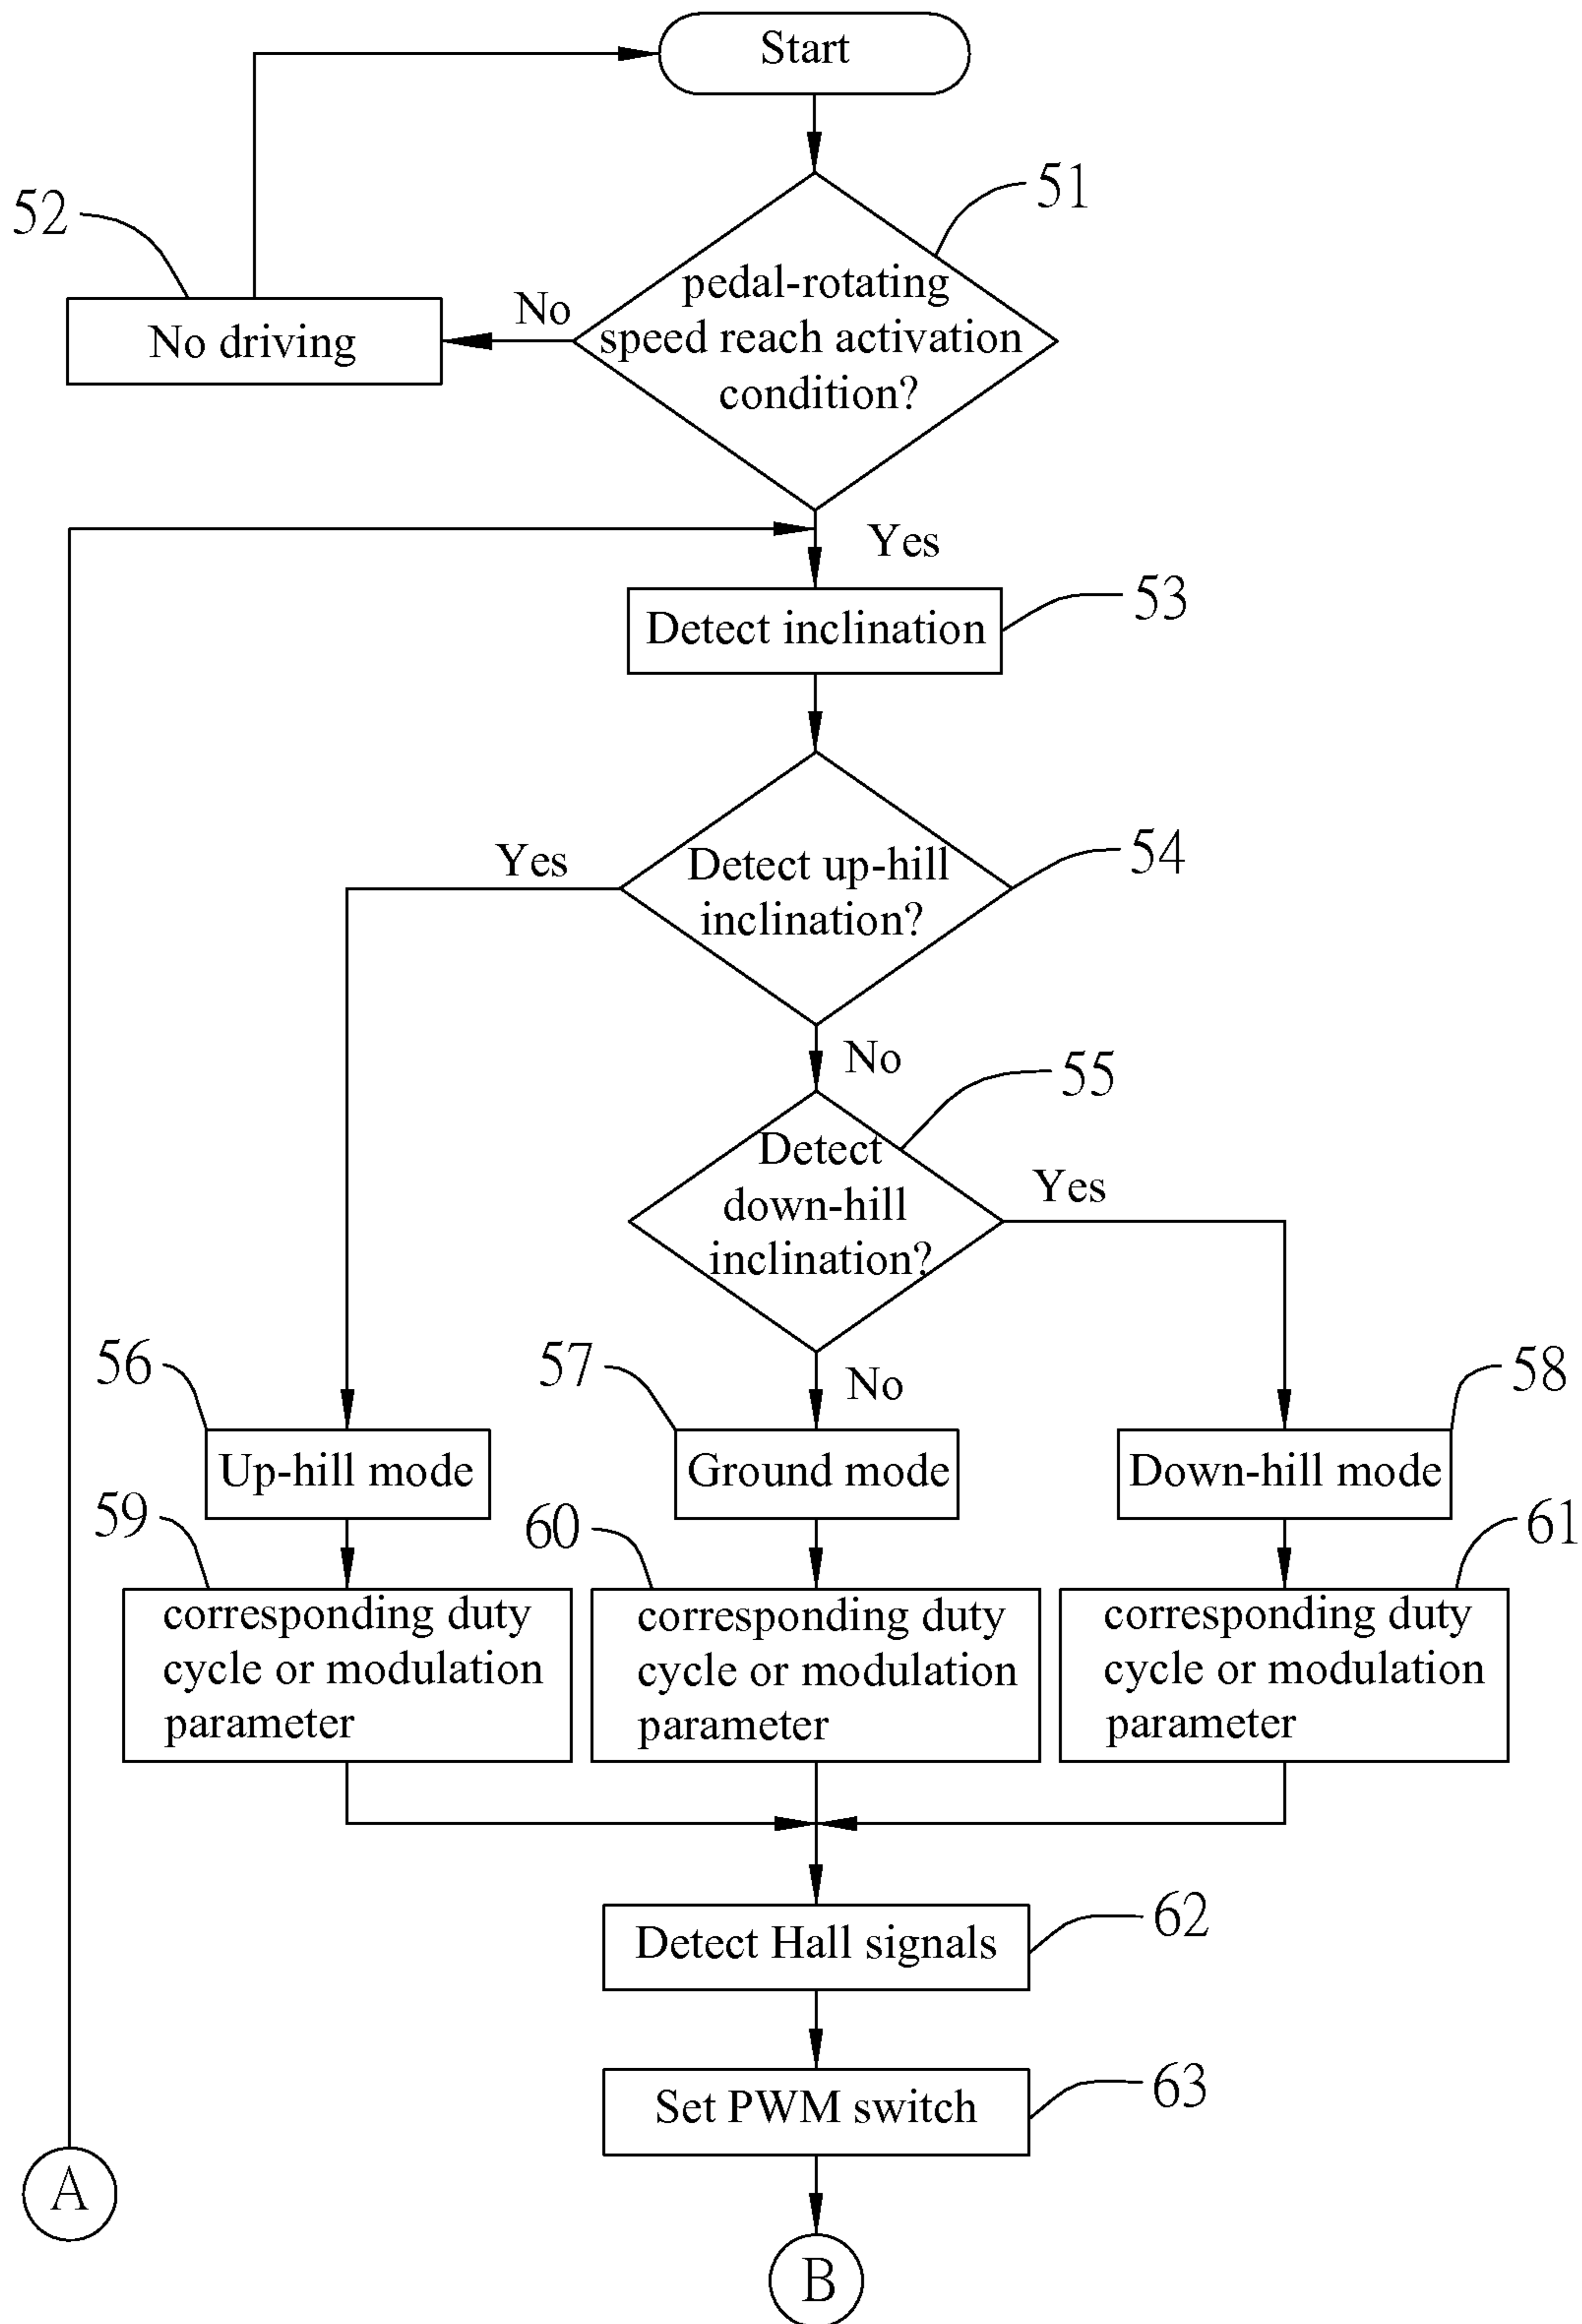 Start
51
52
pedal-rotating
speed reach activation
condition?
No
No driving
Yes
Detect inclination
53
Yes
Detect up-hill
inclination?
54
No
55
Detect
down-hill
inclination?
Yes
56
57
No
58
Up-hill mode
Ground mode
Down-hill mode
59
60
61
corresponding duty
cycle or modulation
parameter
corresponding duty
cycle or modulation
parameter
corresponding duty
cycle or modulation
parameter
Detect Hall signals
62
Set PWM switch
63
A
B